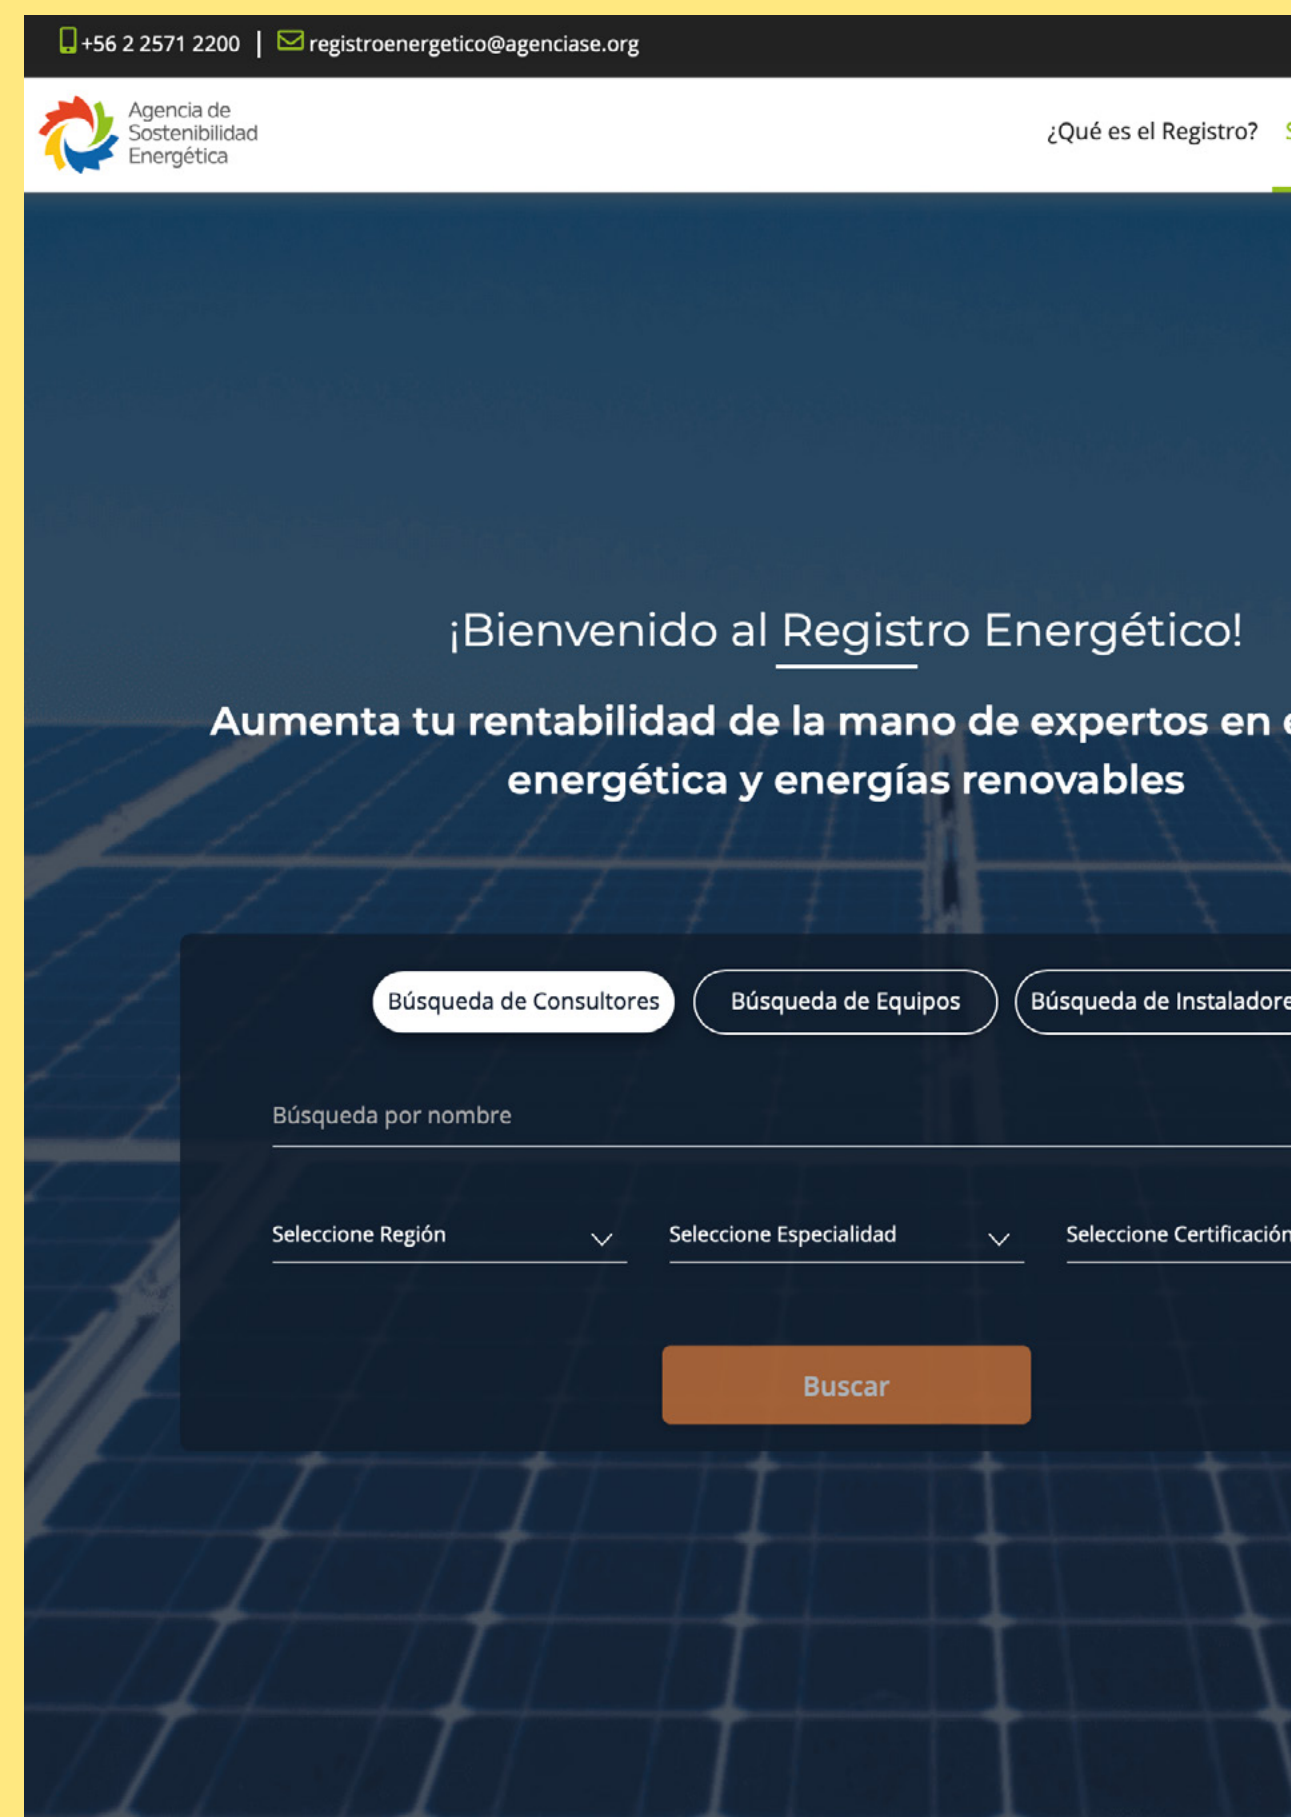 +56 2 2571 2200 | registroenergetico@agenciase.org
Agencia de
Sostenibilidad
Energética
¿Qué es el Registro?
¡Bienvenido al Registro Energético!
Aumenta tu rentabilidad de la mano de expertos en
energética y energías renovables
Búsqueda de Consultores Búsqueda de Equipos Búsqueda de Instaladore
Búsqueda por nombre
Seleccione Región Seleccione Especialidad Seleccione Certificación
Buscar